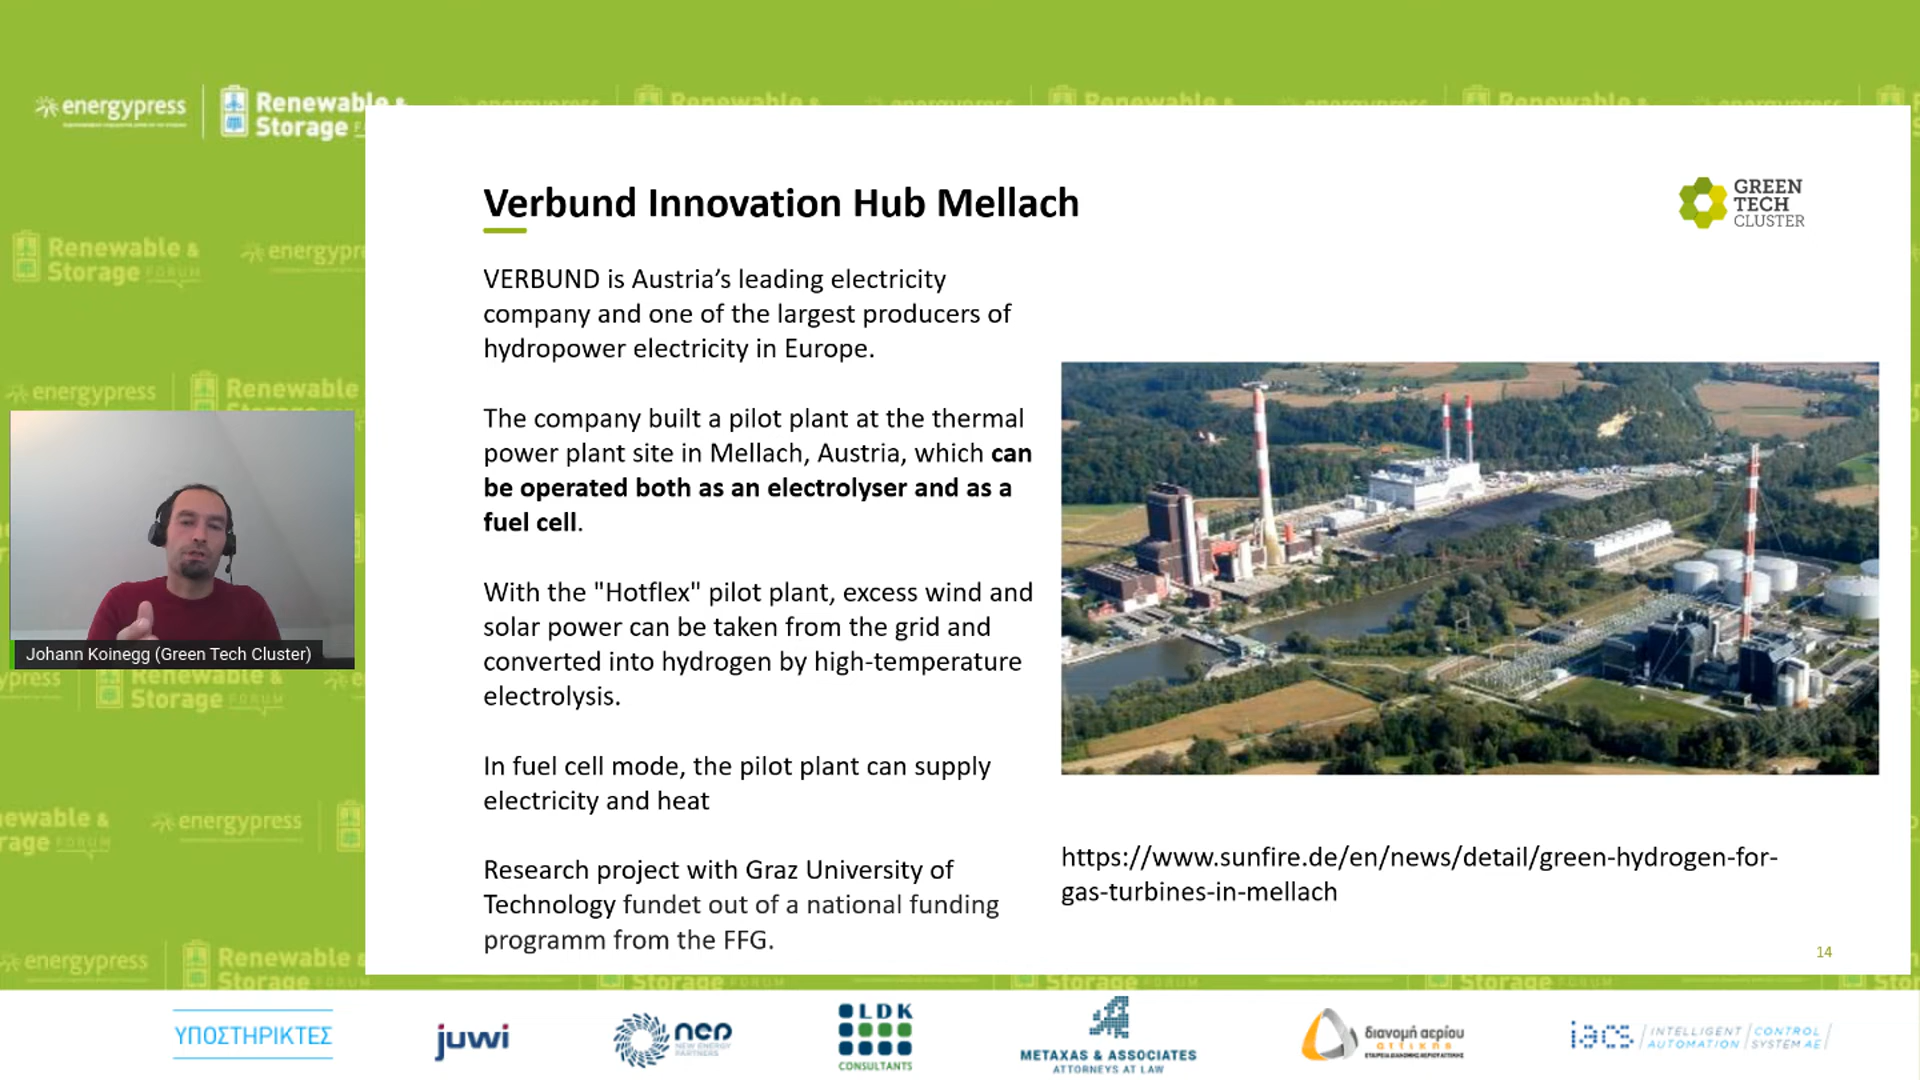 energypress
Renewable &
Storage
Verbund Innovation Hub Mellach
GREEN
TECH
CLUSTER
VERBUND is Austria’s leading electricity
company and one of the largest producers of
hydropower electricity in Europe.
The company built a pilot plant at the thermal
power plant site in Mellach, Austria, which can
be operated both as an electrolyser and as a
fuel cell.
With the "Hotflex" pilot plant, excess wind and
solar power can be taken from the grid and
converted into hydrogen by high-temperature
electrolysis.
In fuel cell mode, the pilot plant can supply
electricity and heat
Research project with Graz University of
Technology fundet out of a national funding
programm from the FFG.
https://www.sunfire.de/en/news/detail/green-hydrogen-for-
gas-turbines-in-mellach
14
Renewable &
Storage FORUM
energypre
energypress
Renewable
Johann Koinegg (Green Tech Cluster)
ypress
Renewable &
Storage FORUM
ewable &
rage FORUM
energypress
energypress
Renewable &
Storage
ΥΠΟΣΤΗΡΙΚΤΕΣ
juwi
nep
NEW ENERGY
PARTNERS
LDK
CONSULTANTS
METAXAS & ASSOCIATES
ATTORNEYS AT LAW
διανομή αερίου
αττικής
ΕΤΑΙΡΕΙΑ ΔΙΑΝΟΜΗΣ ΑΕΡΙΟΥ ΑΤΤΙΚΗΣ
iacs
INTELLIGENT CONTROL
AUTOMATION SYSTEM AE